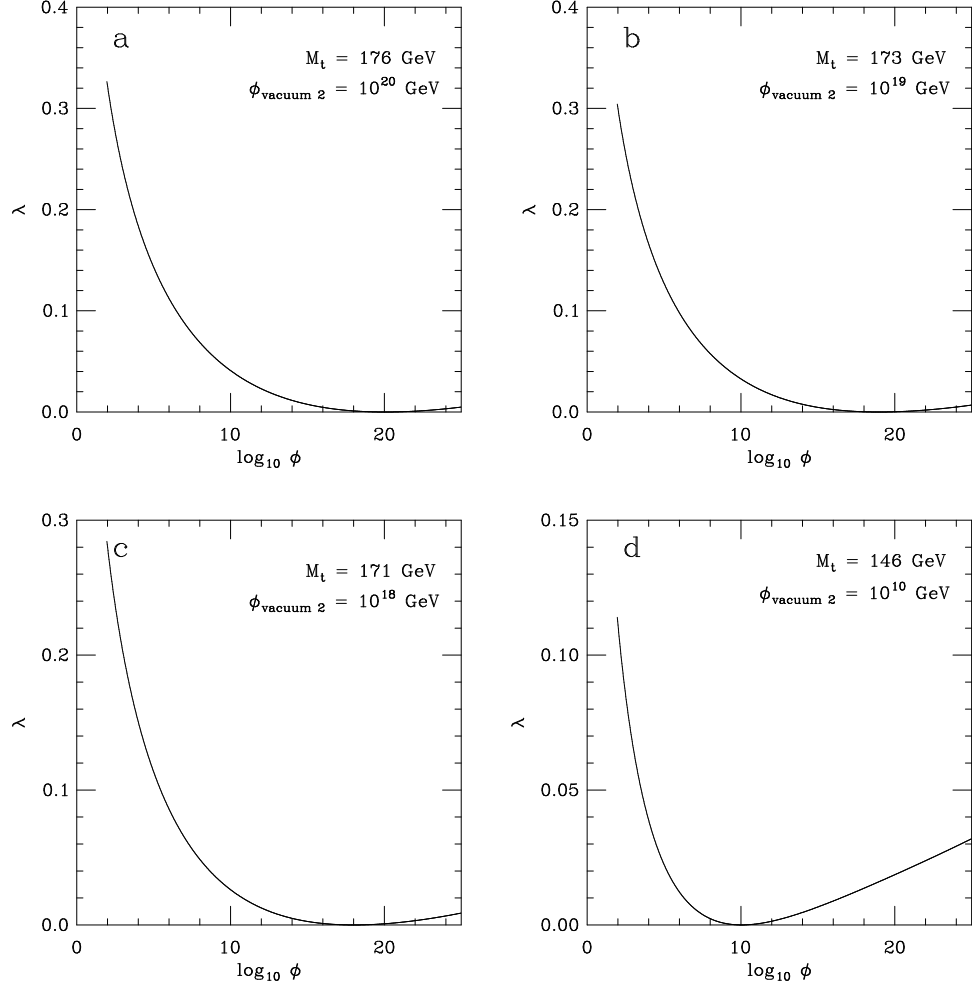 a
M_t = 176 GeV
ϕ_vacuum 2 = 10^20 GeV
0.4
0.3
0.2
0.1
0.0
λ
0 10 20
log_10 ϕ
b
M_t = 173 GeV
ϕ_vacuum 2 = 10^19 GeV
0.4
0.3
0.2
0.1
0.0
λ
0 10 20
log_10 ϕ
c
M_t = 171 GeV
ϕ_vacuum 2 = 10^18 GeV
0.3
0.2
0.1
0.0
λ
0 10 20
log_10 ϕ
d
M_t = 146 GeV
ϕ_vacuum 2 = 10^10 GeV
0.15
0.10
0.05
0.00
λ
0 10 20
log_10 ϕ